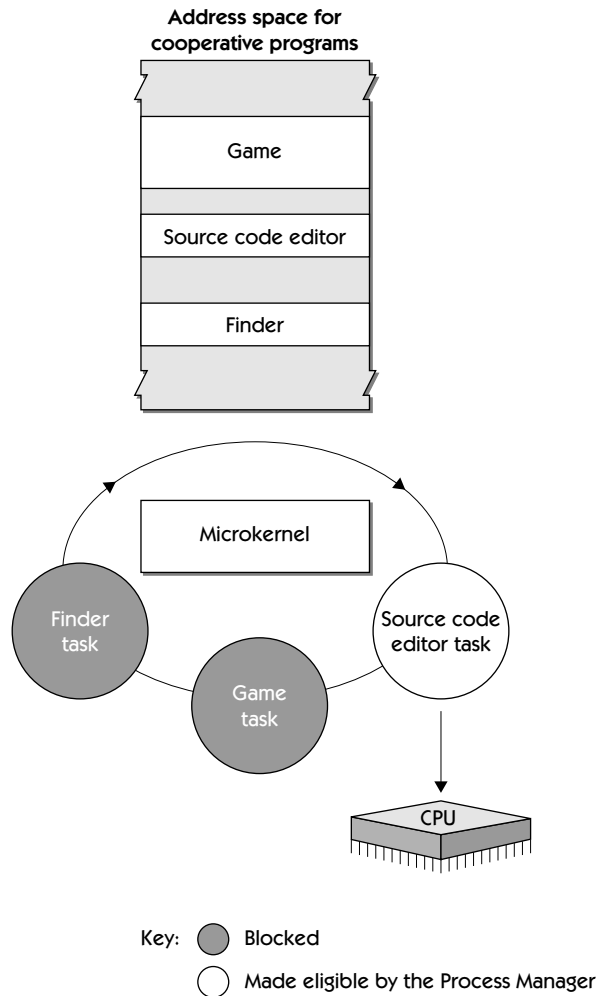 Address space for
cooperative programs
Game
Source code editor
Finder
Microkernel
Finder
task
Game
task
Source code
editor task
CPU
Key:
Blocked
Made eligible by the Process Manager